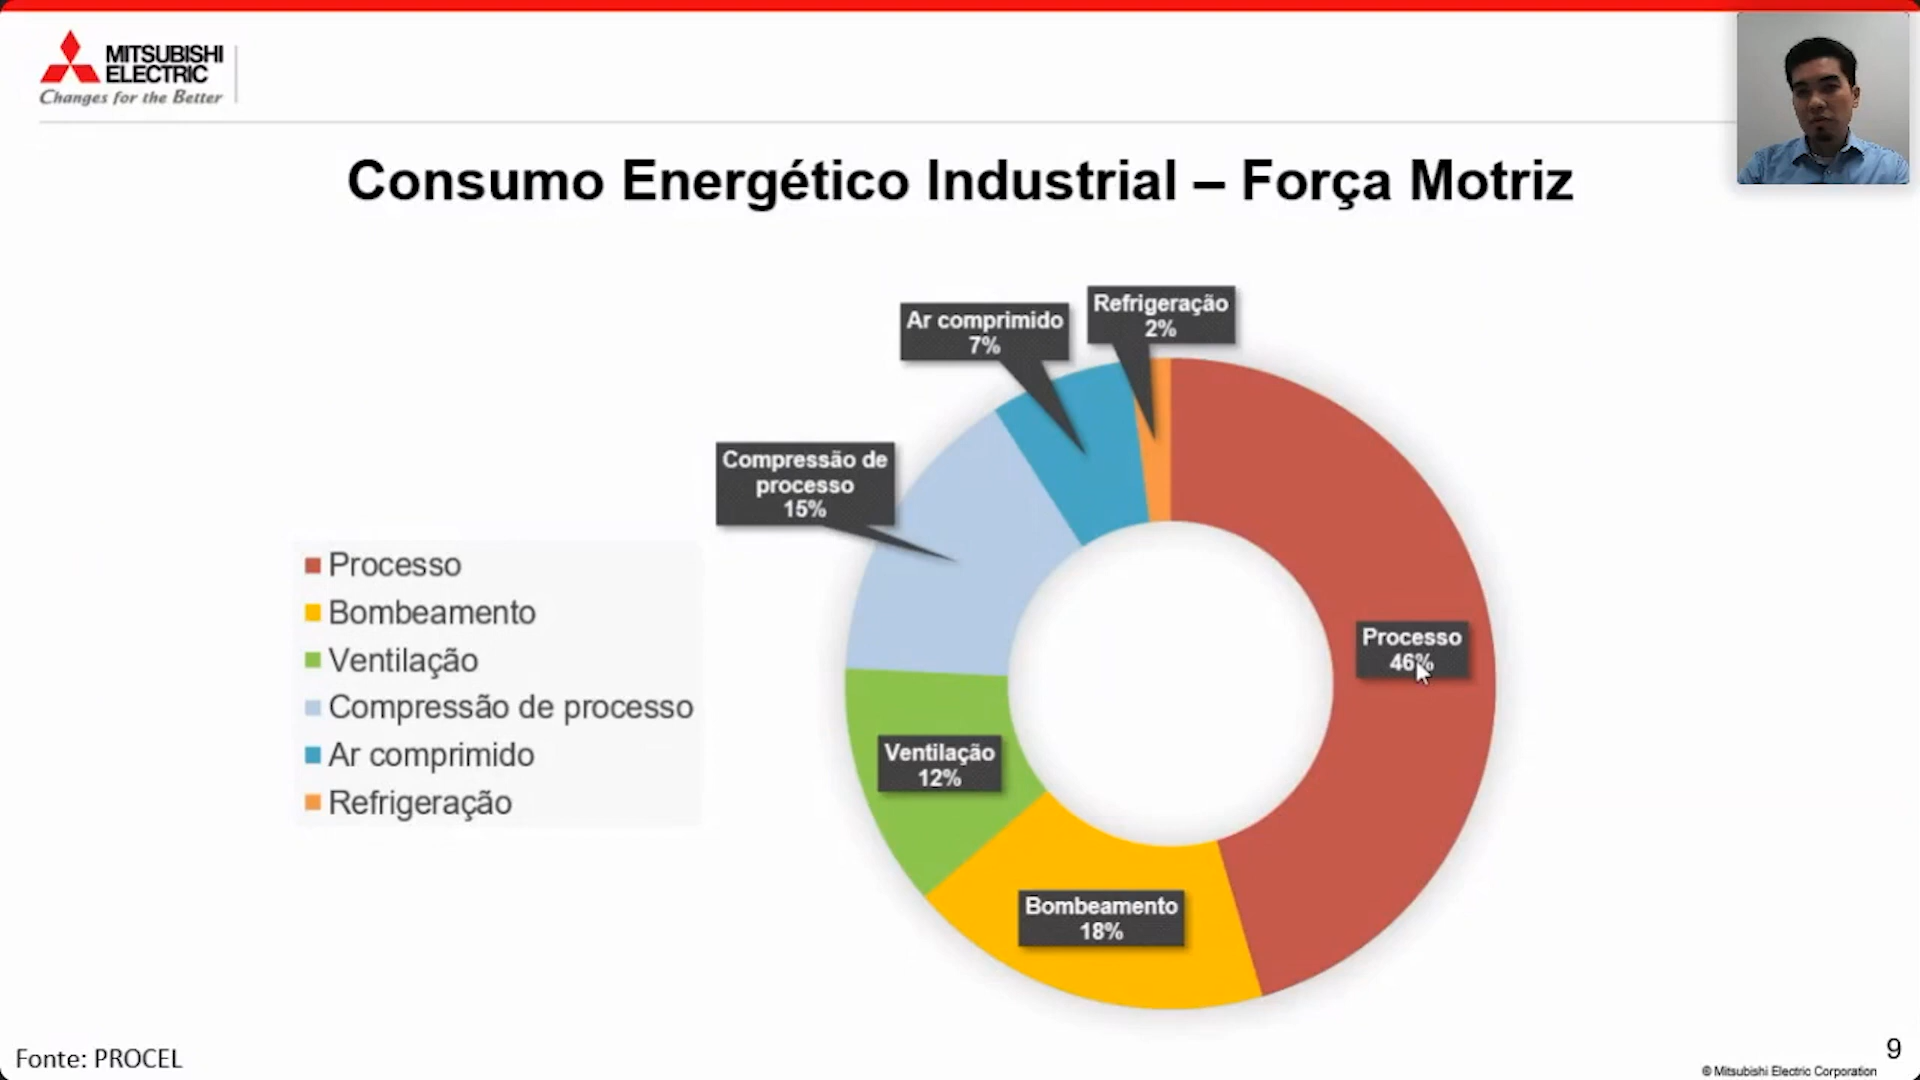 MITSUBISHI
ELECTRIC
Changes for the Better
Consumo Energético Industrial – Força Motriz
Refrigeração
2%
Ar comprimido
7%
Compressão de
processo
15%
Processo
Bombeamento
Ventilação
Compressão de processo
Ar comprimido
Refrigeração
Processo
46%
Ventilação
12%
Bombeamento
18%
Fonte: PROCEL
9
© Mitsubishi Electric Corporation